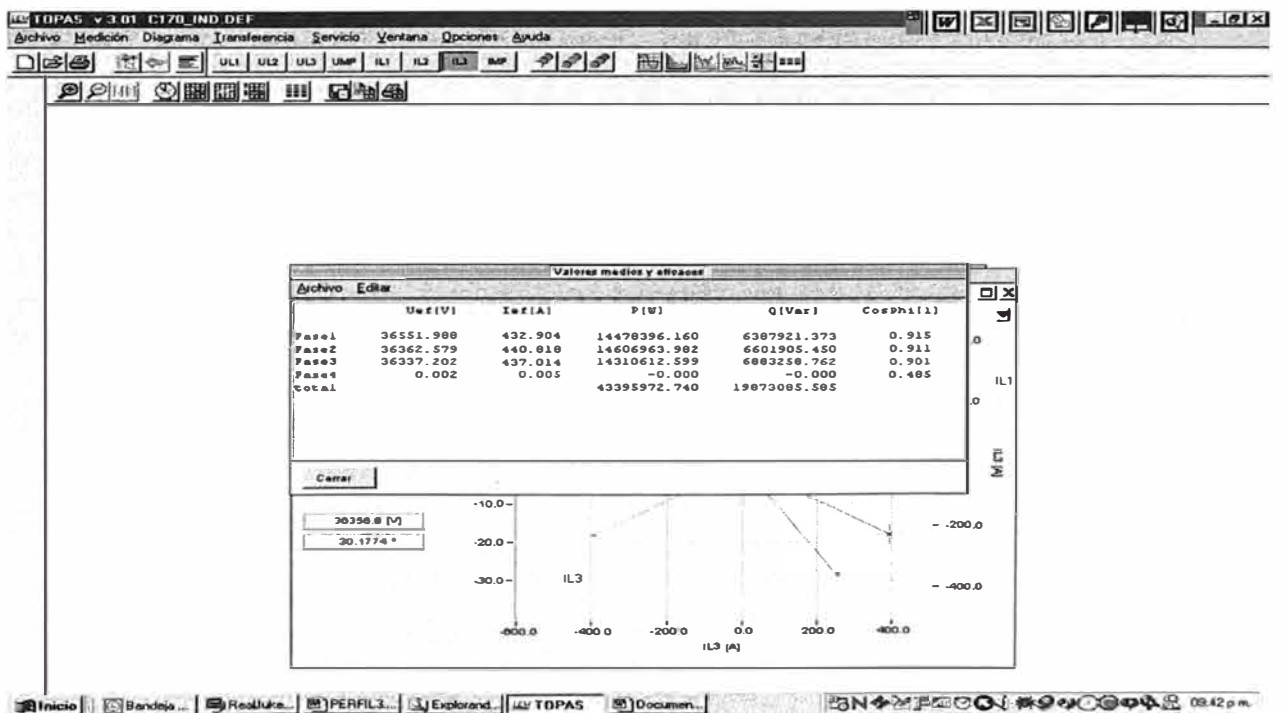 TOPAS v 3.01 C170_IND.DEF
Archivo Medición Diagrama Transferencia Servicio Ventana Opciones Ayuda
UL1 UL2 UL3 UMP IL1 IL2 IL3 IMP
Valores medios y eficaces
Archivo Editar
Uef[V] Ief[A] P[W] Q[Var] CosPhi[1]
Fase1 36551.988 432.904 14478396.160 6387921.373 0.915
Fase2 36362.579 440.818 14606963.982 6601905.450 0.911
Fase3 36337.202 437.014 14310612.599 6883258.762 0.901
Fase4 0.002 0.005 -0.000 -0.000 0.485
total 43395972.740 19873085.585
Cerrar
.0
IL1
.0
IL3 [A]
-10.0
36358.8 [V]
-200.0
30.1774 °
-20.0
-30.0
IL3
-400.0
-600.0 -400.0 -200.0 0.0 200.0 400.0
IL3 [A]
Inicio Bandeja ... PERFIL3... Explorand... TOPAS Documen... 09:42 p.m.